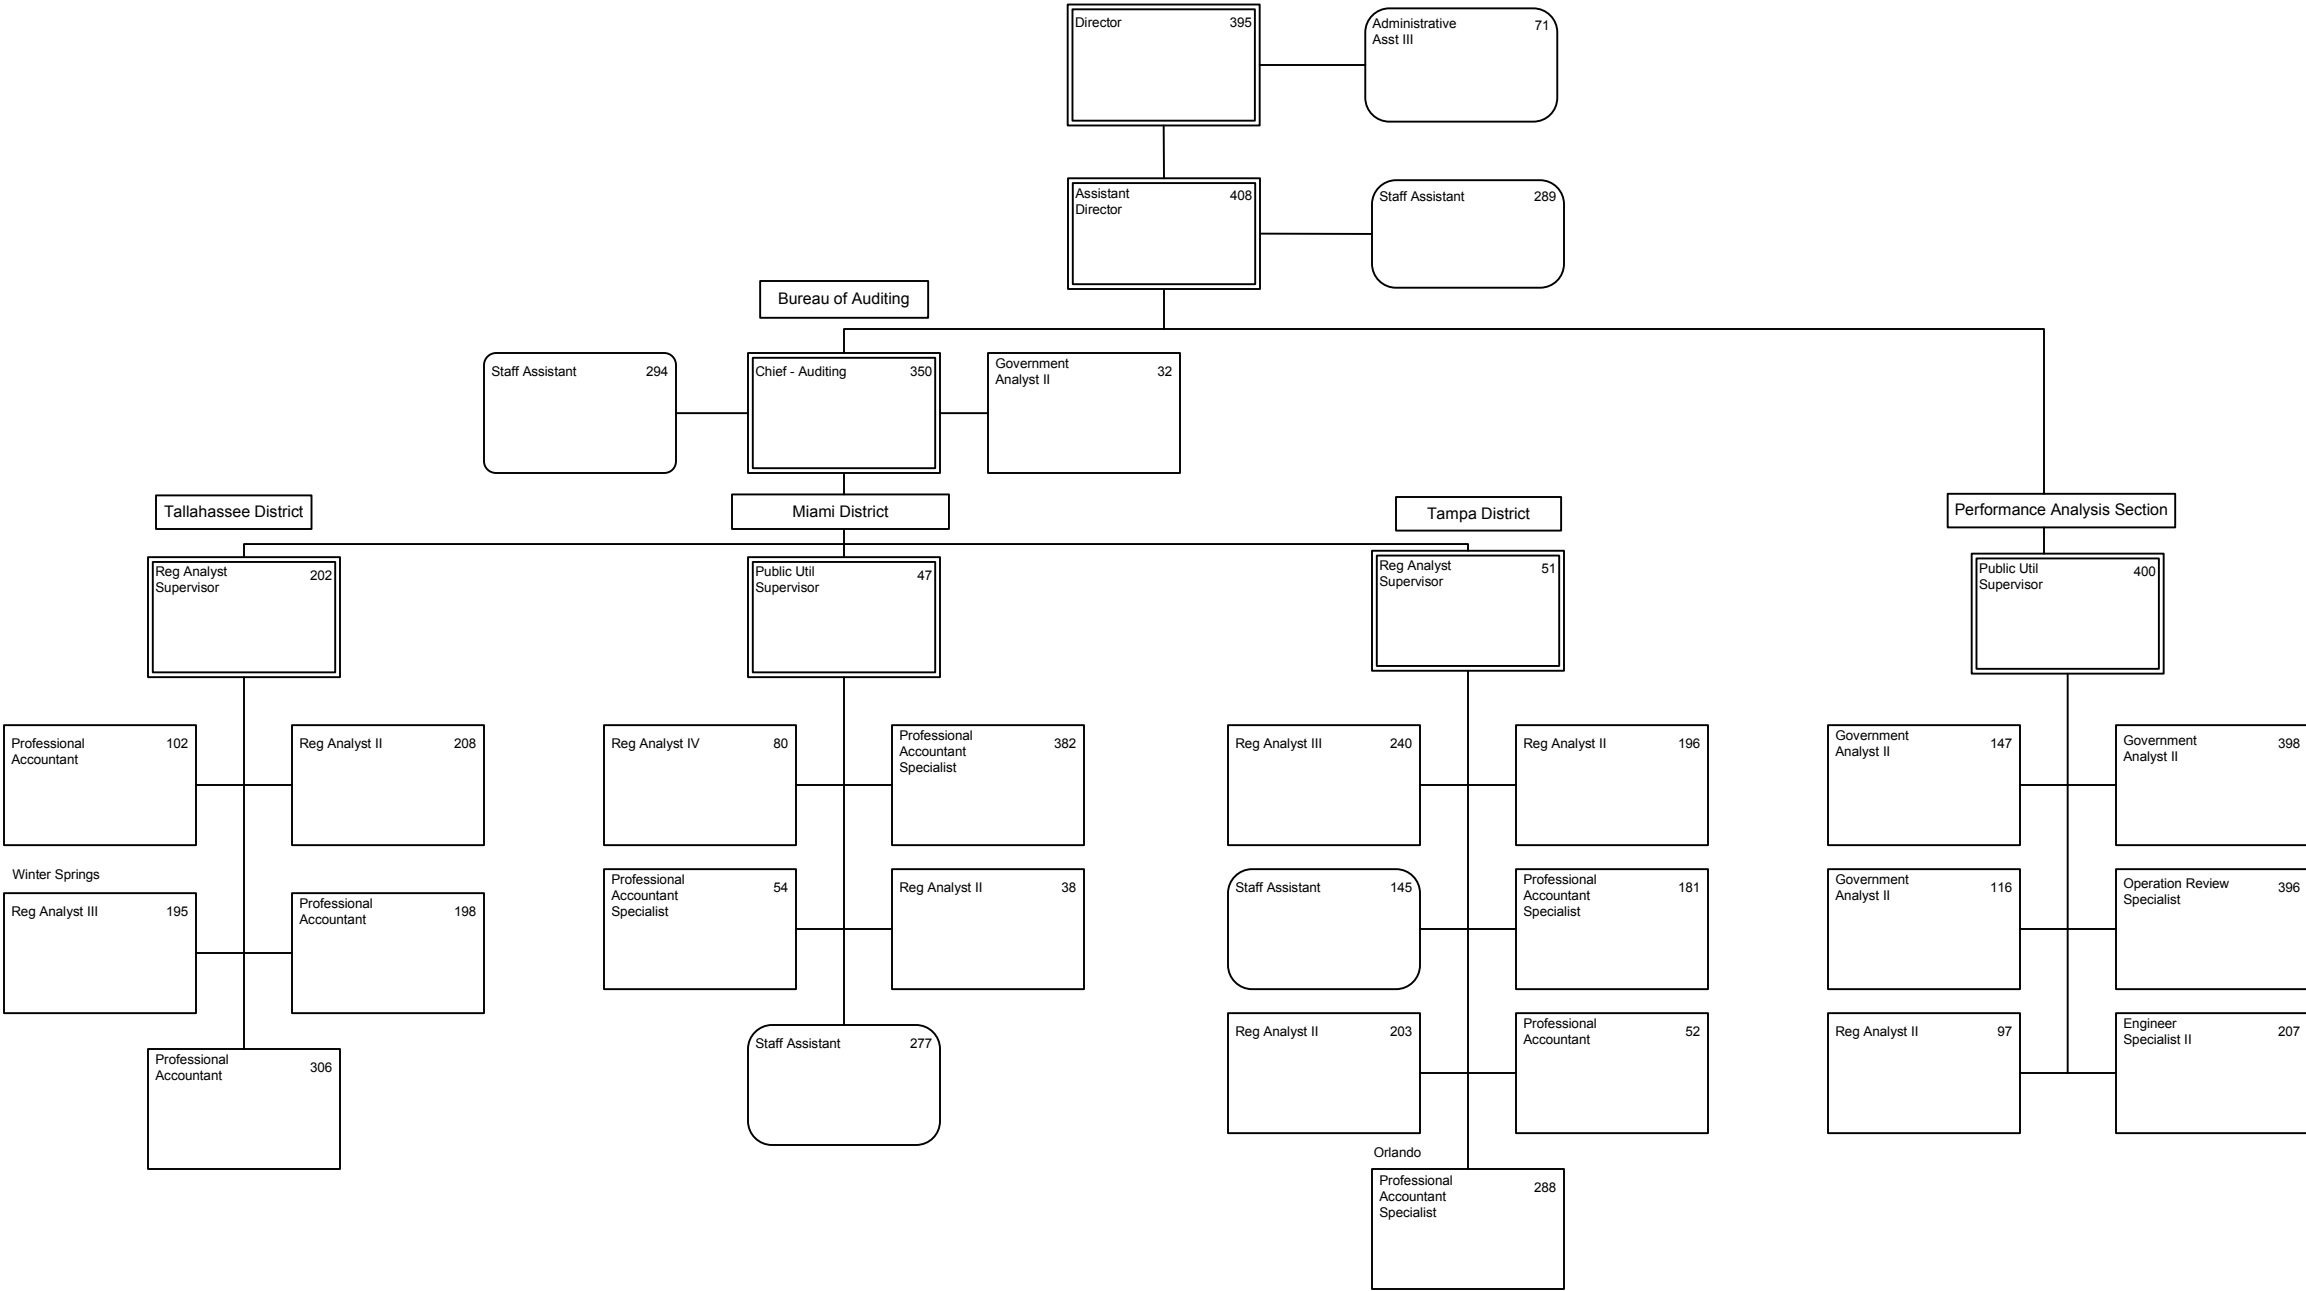 Director 395
Administrative 71
Asst III
Assistant 408
Director
Staff Assistant 289
Bureau of Auditing
Staff Assistant 294
Chief - Auditing 350
Government
Analyst II 32
Tallahassee District
Miami District
Tampa District
Performance Analysis Section
Reg Analyst 202
Supervisor
Public Util 47
Supervisor
Reg Analyst 51
Supervisor
Public Util 400
Supervisor
Professional 102
Accountant
Reg Analyst II 208
Reg Analyst IV 80
Professional
Accountant 382
Specialist
Reg Analyst III 240
Reg Analyst II 196
Government
Analyst II 147
Government 398
Analyst II
Winter Springs
Reg Analyst III 195
Professional
Accountant 198
Professional
Accountant 54
Specialist
Reg Analyst II 38
Staff Assistant 145
Professional
Accountant 181
Specialist
Government
Analyst II 116
Operation Review 396
Specialist
Professional
Accountant 306
Staff Assistant 277
Reg Analyst II 203
Professional
Accountant 52
Reg Analyst II 97
Engineer
Specialist II 207
Orlando
Professional
Accountant 288
Specialist